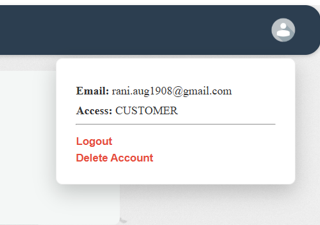 Email: rani.aug1908@gmail.com
Access: CUSTOMER
Logout
Delete Account